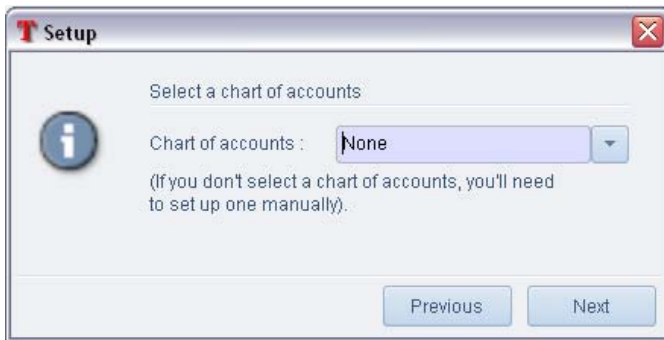 Setup
Select a chart of accounts
Chart of accounts : None
(If you don't select a chart of accounts, you'll need
to set up one manually).
Previous Next